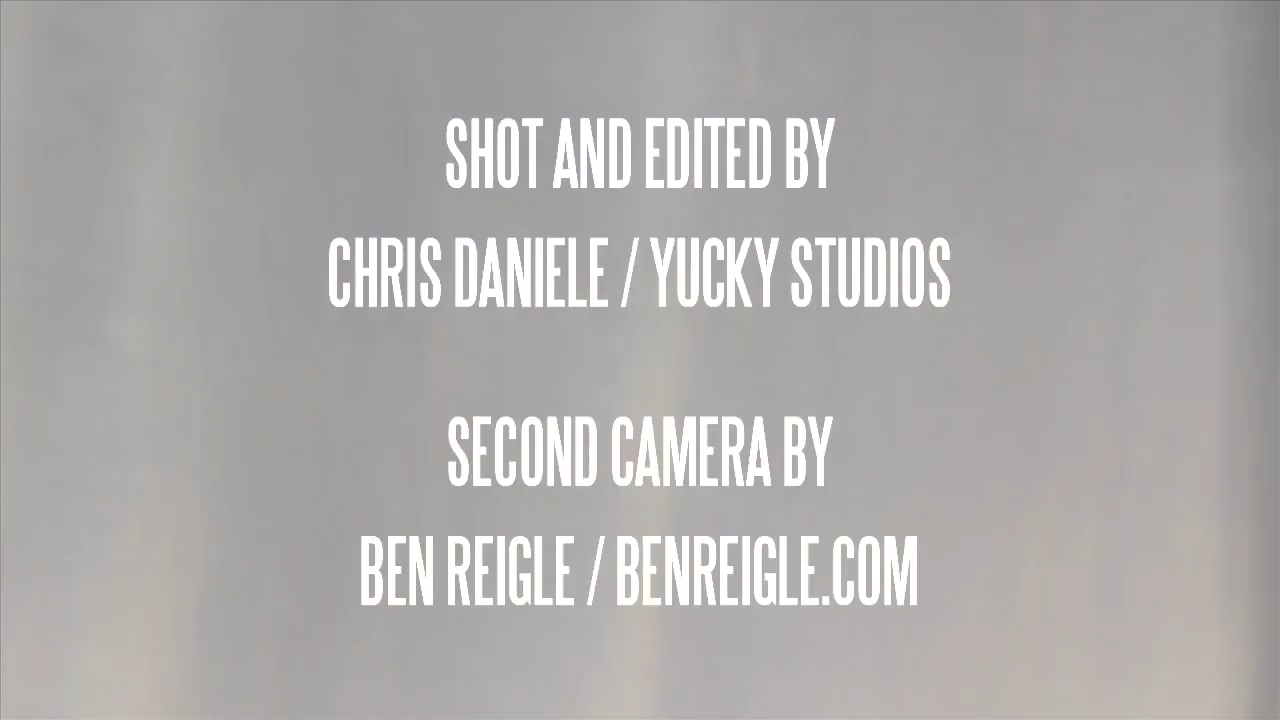 SHOT AND EDITED BY
CHRIS DANIELE / YUCKY STUDIOS
SECOND CAMERA BY
BEN REIGLE / BENREIGLE.COM